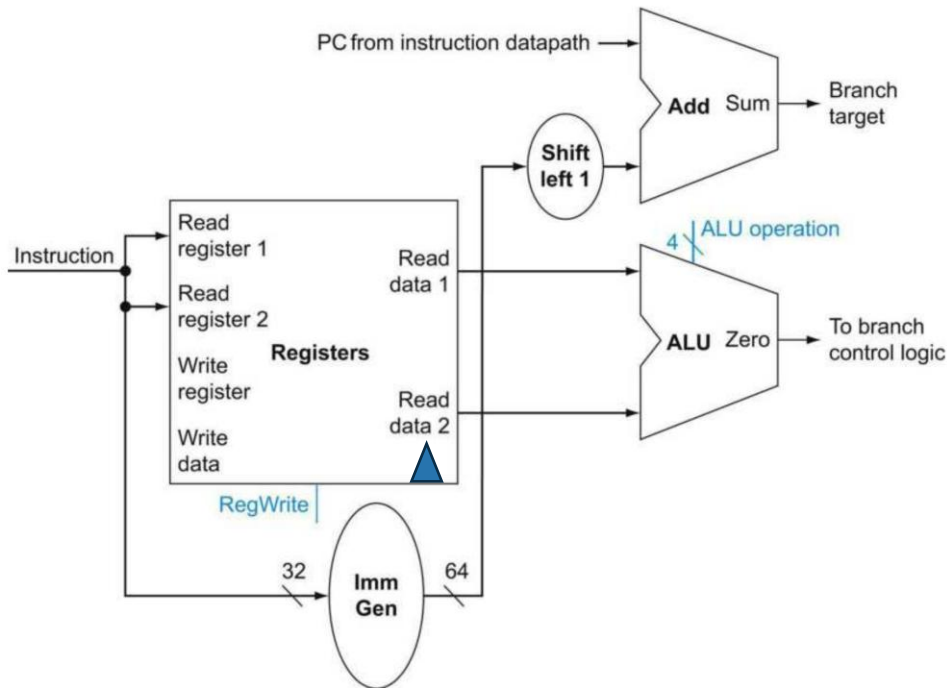 PC from instruction datapath
Add Sum
Branch
target
Shift
left 1
4
ALU operation
Instruction
Read
register 1
Read
data 1
Read
register 2
Registers
ALU Zero
To branch
control logic
Write
register
Read
data 2
Write
data
RegWrite
32
Imm
Gen
64